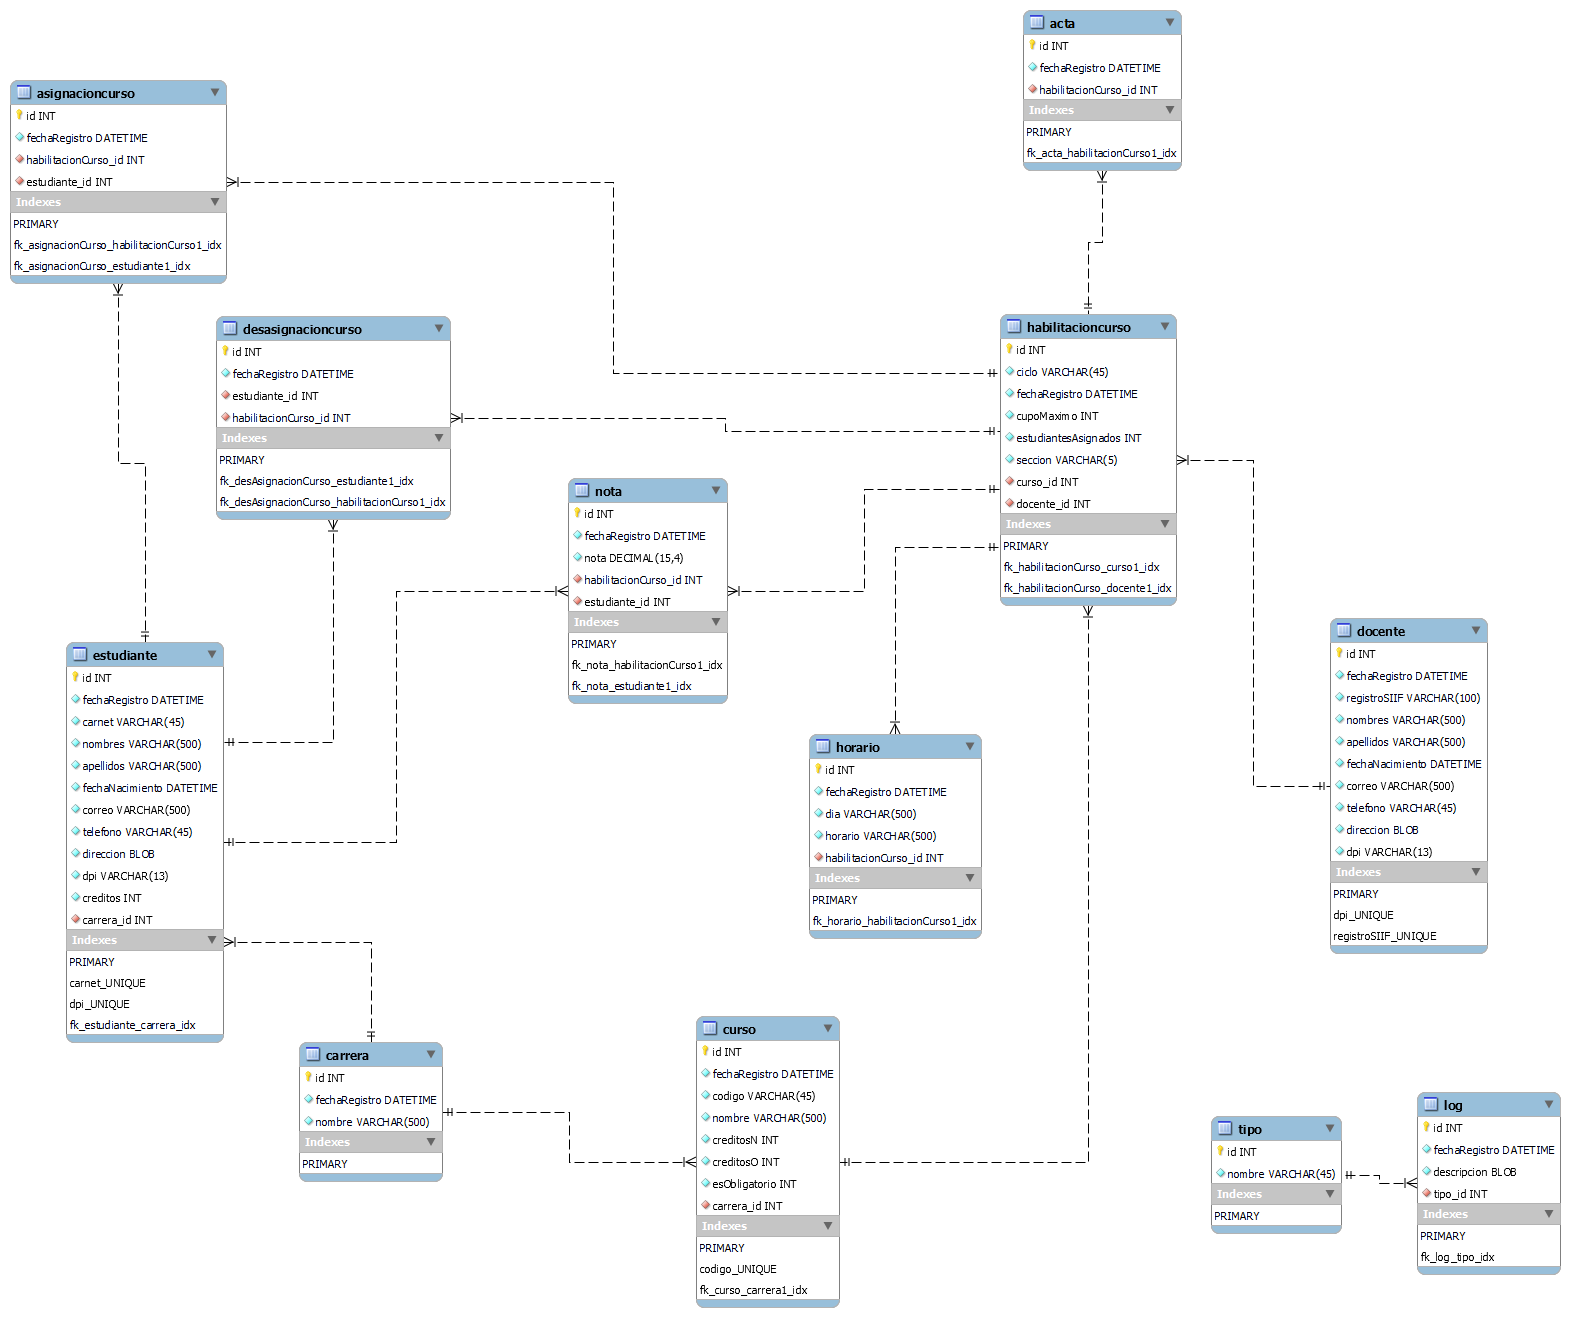 acta
id INT
fechaRegistro DATETIME
habilitacionCurso_id INT
Indexes
PRIMARY
fk_acta_habilitacionCurso1_idx
asignacioncurso
id INT
fechaRegistro DATETIME
habilitacionCurso_id INT
estudiante_id INT
Indexes
PRIMARY
fk_asignacionCurso_habilitacionCurso1_idx
fk_asignacionCurso_estudiante1_idx
desasignacioncurso
id INT
fechaRegistro DATETIME
estudiante_id INT
habilitacionCurso_id INT
Indexes
PRIMARY
fk_desAsignacionCurso_estudiante1_idx
fk_desAsignacionCurso_habilitacionCurso1_idx
habilitacioncurso
id INT
ciclo VARCHAR(45)
fechaRegistro DATETIME
cupoMaximo INT
estudiantesAsignados INT
seccion VARCHAR(5)
curso_id INT
docente_id INT
Indexes
PRIMARY
fk_habilitacionCurso_curso1_idx
fk_habilitacionCurso_docente1_idx
nota
id INT
fechaRegistro DATETIME
nota DECIMAL(15,4)
habilitacionCurso_id INT
estudiante_id INT
Indexes
PRIMARY
fk_nota_habilitacionCurso1_idx
fk_nota_estudiante1_idx
estudiante
id INT
fechaRegistro DATETIME
carnet VARCHAR(45)
nombres VARCHAR(500)
apellidos VARCHAR(500)
fechaNacimiento DATETIME
correo VARCHAR(500)
telefono VARCHAR(45)
direccion BLOB
dpi VARCHAR(13)
creditos INT
carrera_id INT
Indexes
PRIMARY
carnet_UNIQUE
dpi_UNIQUE
fk_estudiante_carrera_idx
docente
id INT
fechaRegistro DATETIME
registroSIIF VARCHAR(100)
nombres VARCHAR(500)
apellidos VARCHAR(500)
fechaNacimiento DATETIME
correo VARCHAR(500)
telefono VARCHAR(45)
direccion BLOB
dpi VARCHAR(13)
Indexes
PRIMARY
dpi_UNIQUE
registroSIIF_UNIQUE
horario
id INT
fechaRegistro DATETIME
dia VARCHAR(500)
horario VARCHAR(500)
habilitacionCurso_id INT
Indexes
PRIMARY
fk_horario_habilitacionCurso1_idx
carrera
id INT
fechaRegistro DATETIME
nombre VARCHAR(500)
Indexes
PRIMARY
curso
id INT
fechaRegistro DATETIME
codigo VARCHAR(45)
nombre VARCHAR(500)
creditosN INT
creditosO INT
esObligatorio INT
carrera_id INT
Indexes
PRIMARY
codigo_UNIQUE
fk_curso_carrera1_idx
tipo
id INT
nombre VARCHAR(45)
Indexes
PRIMARY
log
id INT
fechaRegistro DATETIME
descripcion BLOB
tipo_id INT
Indexes
PRIMARY
fk_log_tipo_idx